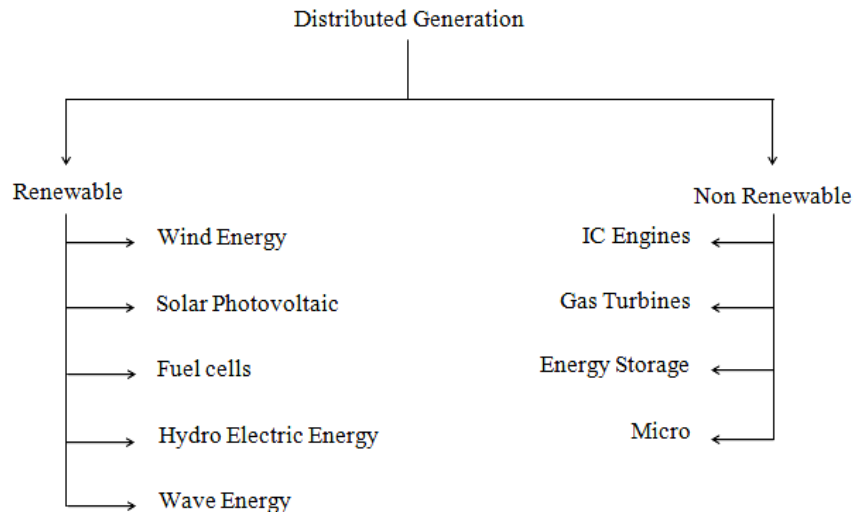 Distributed Generation
Renewable
Wind Energy
Solar Photovoltaic
Fuel cells
Hydro Electric Energy
Wave Energy
Non Renewable
IC Engines
Gas Turbines
Energy Storage
Micro